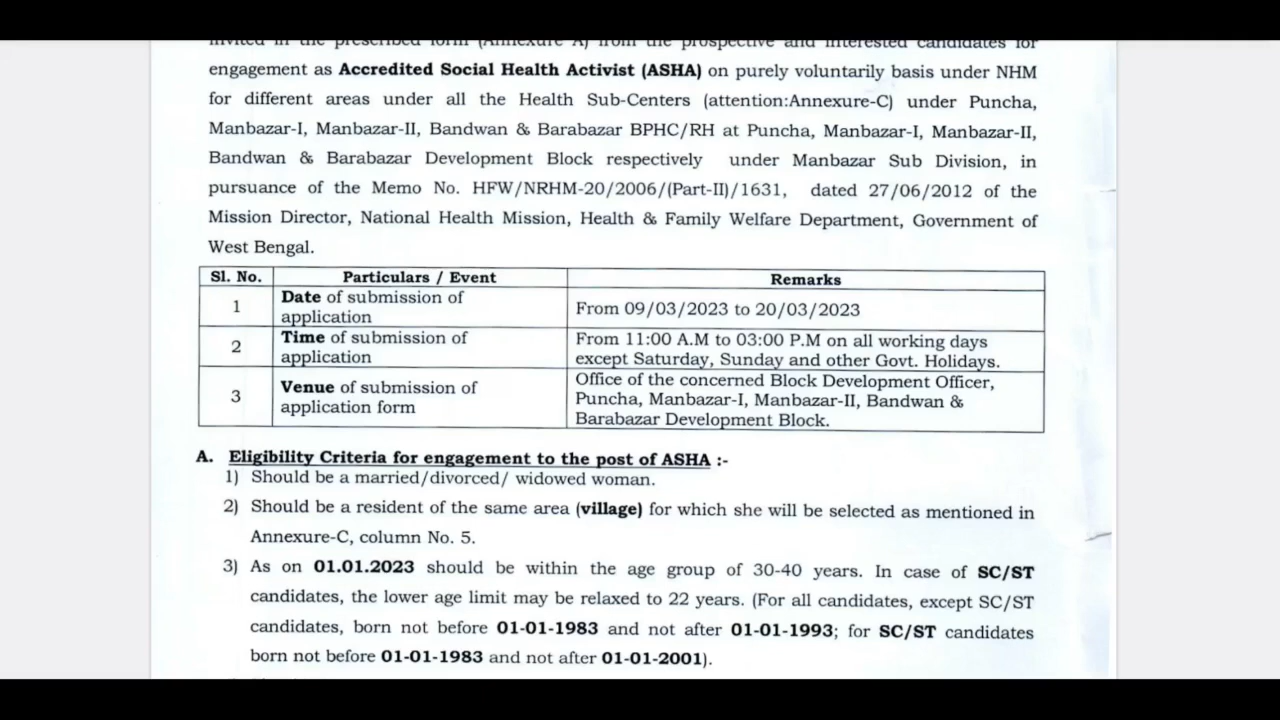 invited in the prescribed form (Annexure A) from the prospective and interested candidates for
engagement as Accredited Social Health Activist (ASHA) on purely voluntarily basis under NHM
for different areas under all the Health Sub-Centers (attention:Annexure-C) under Puncha,
Manbazar-I, Manbazar-II, Bandwan & Barabazar BPHC/RH at Puncha, Manbazar-I, Manbazar-II,
Bandwan & Barabazar Development Block respectively under Manbazar Sub Division, in
pursuance of the Memo No. HFW/NRHM-20/2006/(Part-II)/1631, dated 27/06/2012 of the
Mission Director, National Health Mission, Health & Family Welfare Department, Government of
West Bengal.
Sl. No. Particulars / Event Remarks
1 Date of submission of
application From 09/03/2023 to 20/03/2023
2 Time of submission of
application From 11:00 A.M to 03:00 P.M on all working days
except Saturday, Sunday and other Govt. Holidays.
3 Venue of submission of
application form Office of the concerned Block Development Officer,
Puncha, Manbazar-I, Manbazar-II, Bandwan &
Barabazar Development Block.
A. Eligibility Criteria for engagement to the post of ASHA :-
1) Should be a married/divorced/ widowed woman.
2) Should be a resident of the same area (village) for which she will be selected as mentioned in
Annexure-C, column No. 5.
3) As on 01.01.2023 should be within the age group of 30-40 years. In case of SC/ST
candidates, the lower age limit may be relaxed to 22 years. (For all candidates, except SC/ST
candidates, born not before 01-01-1983 and not after 01-01-1993; for SC/ST candidates
born not before 01-01-1983 and not after 01-01-2001).